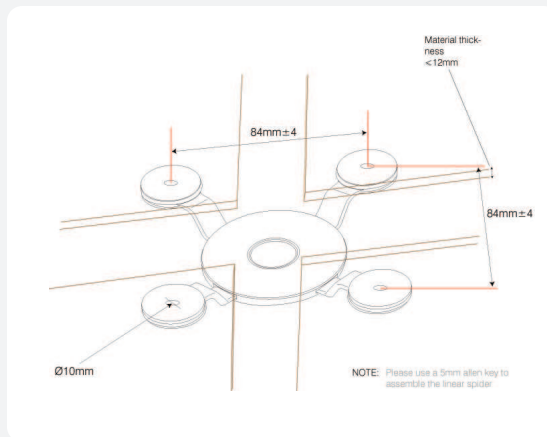 Material thick-
ness
<12mm
84mm±4
84mm±4
Ø10mm
NOTE: Please use a 5mm allen key to
assemble the linear spider